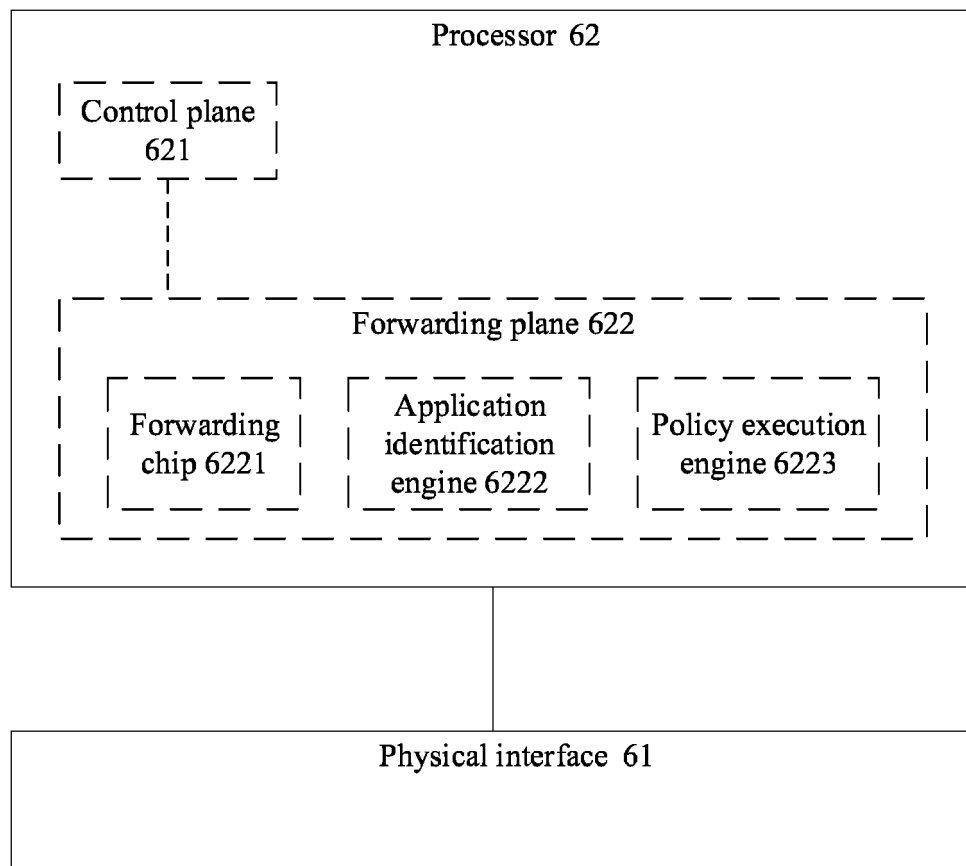 Processor 62
Control plane
621
Forwarding plane 622
Forwarding
chip 6221
Application
identification
engine 6222
Policy execution
engine 6223
Physical interface 61